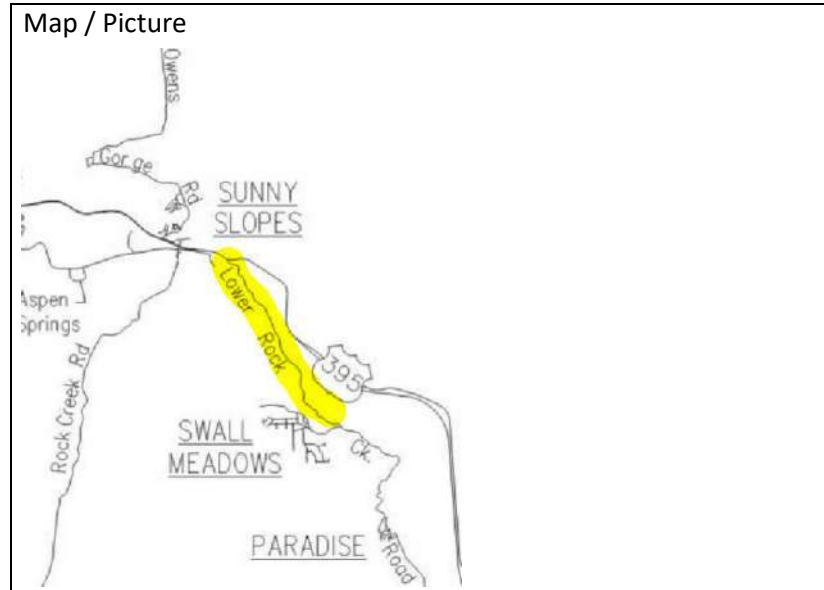 Map / Picture
Owens
Gorge
Rd
SUNNY
SLOPES
Lower
Rock
395
Aspen
Springs
Rock Creek Rd
SWALL
MEADOWS
Ck.
PARADISE
Road